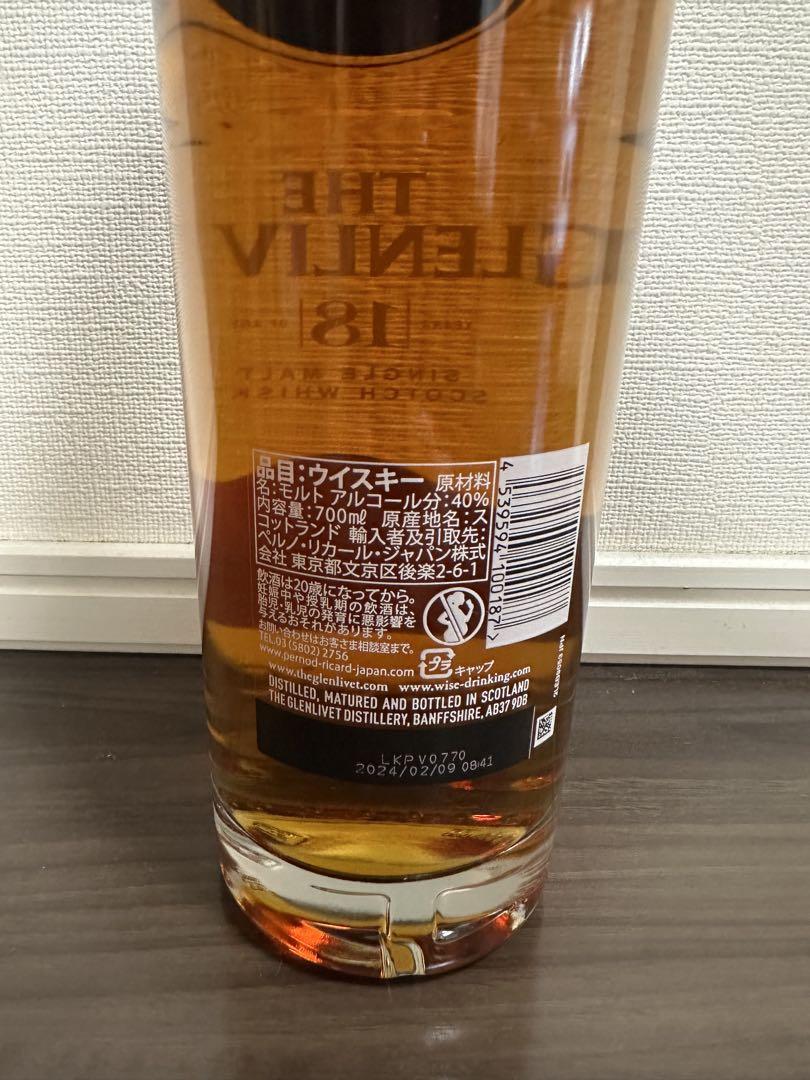 THE
GLENLIV
YEARS 18 OF AGE
SINGLE MALT
SCOTCH WHISK
品目:ウイスキー 原材料
名:モルト アルコール分:40%
内容量:700㎖ 原産地名:ス
コットランド 輸入者及引取先:
ペルノ・リカール・ジャパン株式
会社 東京都文京区後楽2-6-1
飲酒は20歳になってから。
妊娠中や授乳期の飲酒は、
胎児・乳児の発育に悪影響を
与えるおそれがあります。
お問い合わせはお客さま相談室まで。
TEL.03(5802)2756
www.pernod-ricard-japan.com
プラ キャップ
www.theglenlivet.com www.wise-drinking.com
DISTILLED, MATURED AND BOTTLED IN SCOTLAND
THE GLENLIVET DISTILLERY, BANFFSHIRE, AB37 9DB
LKPV0770
2024/02/09 08:41
4 539594 100187 >